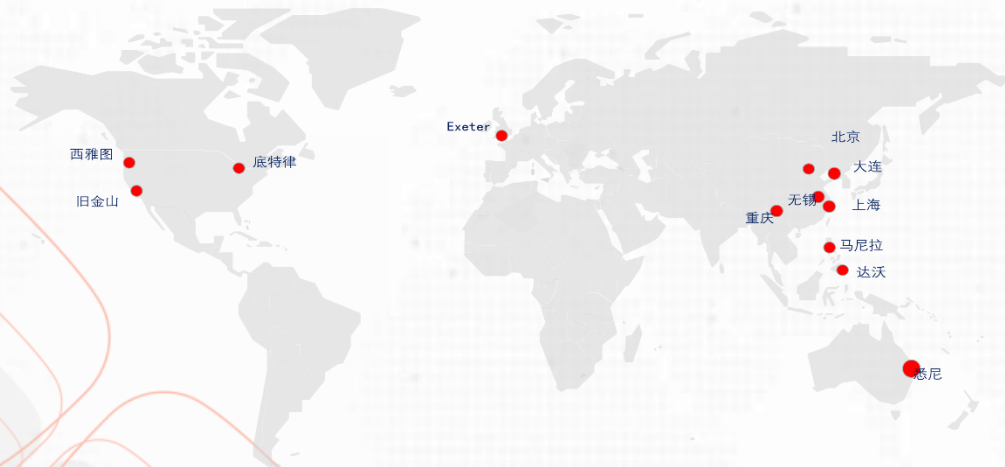 Exeter
北京
西雅图
底特律
大连
旧金山
无锡
上海
重庆
马尼拉
达沃
悉尼